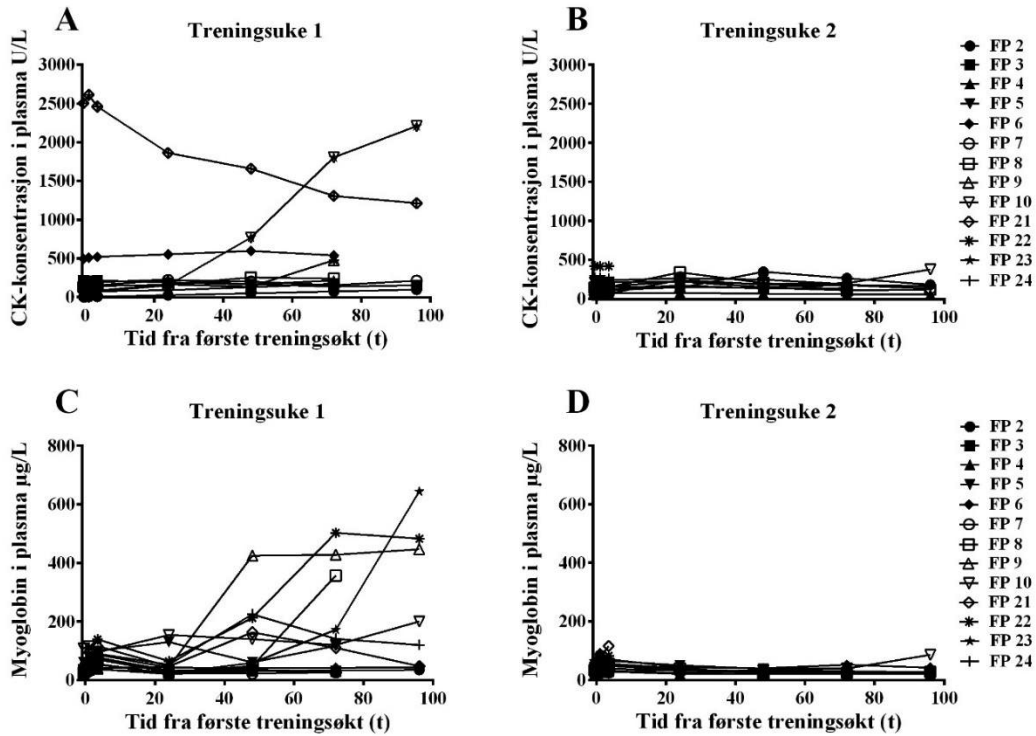 A
Treningsuke 1
CK-konsentrasjon i plasma U/L
3000
2500
2000
1500
1000
500
0
0 20 40 60 80 100
Tid fra første treningsøkt (t)
B
Treningsuke 2
CK-konsentrasjon i plasma U/L
3000
2500
2000
1500
1000
500
0
0 20 40 60 80 100
Tid fra første treningsøkt (t)
FP 2
FP 3
FP 4
FP 5
FP 6
FP 7
FP 8
FP 9
FP 10
FP 21
FP 22
FP 23
FP 24
C
Treningsuke 1
Myoglobin i plasma µg/L
800
600
400
200
0
0 20 40 60 80 100
Tid fra første treningsøkt (t)
D
Treningsuke 2
Myoglobin i plasma µg/L
800
600
400
200
0
0 20 40 60 80 100
Tid fra første treningsøkt (t)
FP 2
FP 3
FP 4
FP 5
FP 6
FP 7
FP 8
FP 9
FP 10
FP 21
FP 22
FP 23
FP 24